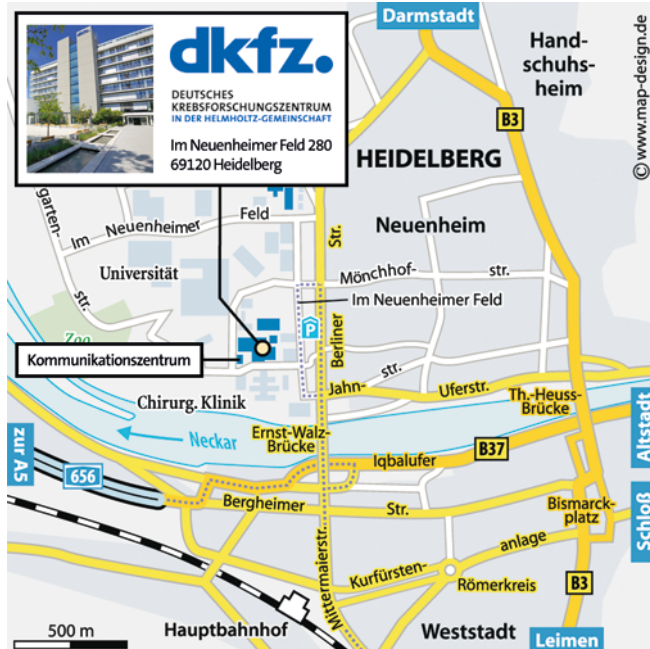 Darmstadt
© www.map-design.de
Hand-
schuhs-
heim
dkfz.
DEUTSCHES
KREBSFORSCHUNGSZENTRUM
IN DER HELMHOLTZ-GEMEINSCHAFT
Im Neuenheimer Feld 280
69120 Heidelberg
B3
HEIDELBERG
garten-
str.
Im Neuenheimer Feld
Neuenheim
Berliner Str.
Universität
Mönchhof-
str.
Im Neuenheimer Feld
P
Zoo
Kommunikationszentrum
Jahn-
str.
Uferstr.
Th.-Heuss-
Brücke
Chirurg. Klinik
Neckar
Ernst-Walz-
Brücke
Iqbalufer
B37
Altstadt
zur A5
656
Bergheimer
Str.
Bismarck-
platz
Schloß
Mittermaierstr.
Kurfürsten-
anlage
Römerkreis
B3
500 m
Hauptbahnhof
Weststadt
Leimen